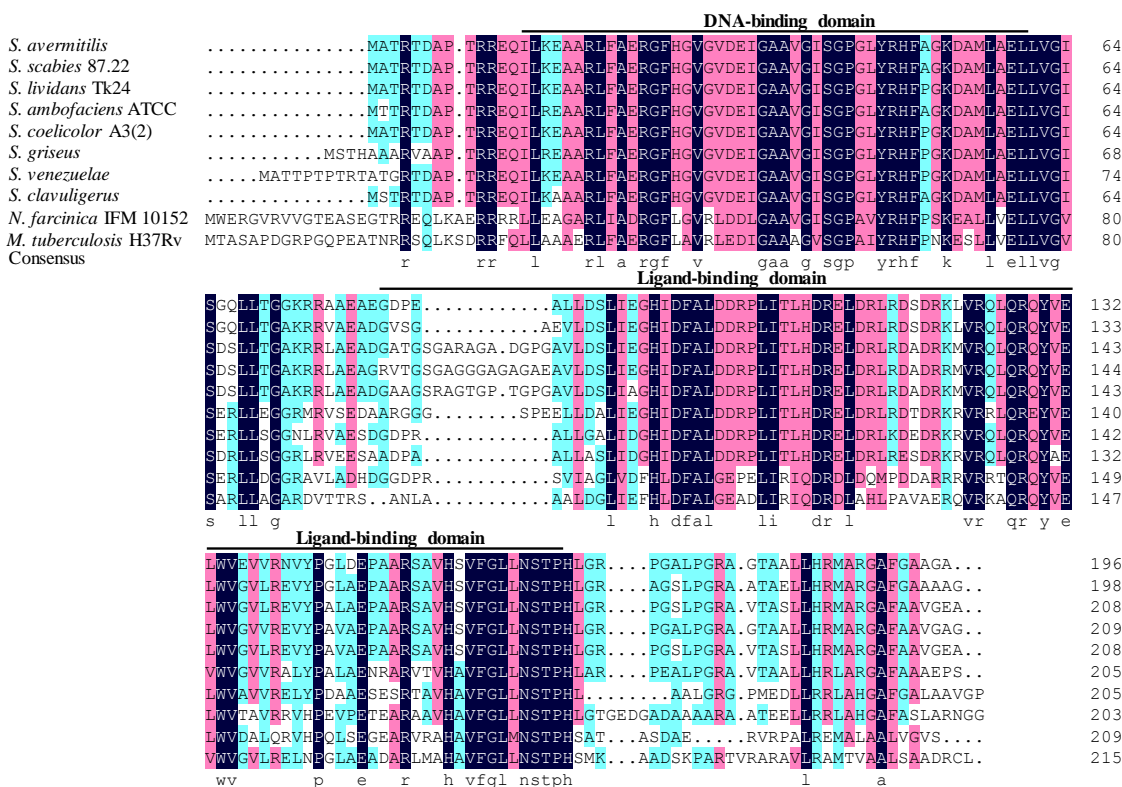 DNA-binding domain
S. avermitilis ...............MATRTDAP.TRREQILKEAARLFAERGFHGVGVDEIGAAVGISGPGLYRHFAGKDAMLAELLVGI 64
S. scabies 87.22 ...............MATRTDAP.TRREQILKEAARLFAERGFHGVGVDEIGAAVGISGPGLYRHFAGKDAMLAELLVGI 64
S. lividans Tk24 ...............MATRTDAP.TRREQILKEAARLFAERGFHGVGVDEIGAAVGISGPGLYRHFPGKDAMLAELLVGI 64
S. ambofaciens ATCC ...............MTTRTDAP.TRREQILKEAARLFAERGFHGVGVDEIGAAVGISGPGLYRHFPGKDAMLAELLVGI 64
S. coelicolor A3(2) ...............MATRTDAP.TRREQILKEAARLFAERGFHGVGVDEIGAAVGISGPGLYRHFPGKDAMLAELLVGI 64
S. griseus ...........MSTHAAARVAAP.TRREQILREAARLFAERGFHGVGVDEIGAAVGISGPGLYRHFPGKDAMLAELLVGI 68
S. venezuelae .....MATTPTPTRTATGRTDAP.TRREQILKEAARLFAERGFHGVGVDEIGAAVGISGPGLYRHFPGKDAMLAELLVGI 74
S. clavuligerus ...............MSTRTDAP.TRREQILKAAARLFAERGFHGVGVDEIGAAVGISGPGLYRHFPGKDAMLAELLVGI 64
N. farcinica IFM 10152 MWERGVRVVGTEASEGTRREQLKAERRRRLLEAGARLIADRGFLGVRLDDLGAAVGVSGPAVYRHFPSKEALLVELLVGV 80
M. tuberculosis H37Rv MTASAPDGRPGQPEATNRRSQLKSDRRFQLLAAAERLFAERGFLAVRLEDIGAAAGVSGPAIYRHFPNKESLLVELLVGV 80
Consensus r rr l rl a rgf v gaa g sgp yrhf k l ellvg
Ligand-binding domain
SGQLLTGGKRRAAEAEGDPE............ALLDSLIEGHIDFALDDRPLITLHDRELDRLRDSDRKLVRQLQRQYVE 132
SGQLLTGAKRRVAEADGVSG...........AEVLDSLIEGHIDFALDDRPLITLHDRELDRLRDSDRKLVRQLQRQYVE 133
SDSLLTGAKRRLAEADGATGSGARAGA.DGPGAVLDSLIEGHIDFALDDRPLITLHDRELDRLRDADRKMVRQLQRQYVE 143
SDSLLTGAKRRLAEAGRVTGSGAGGGAGAGAEAVLDSLIEGHIDFALDDRPLITLHDRELDRLRDADRRMVRQLQRQYVE 144
SDSLLTGAKRRLAEADGAAGSRAGTGP.TGPGAVLDSLIAGHIDFALDDRPLITLHDRELDRLRDADRKMVRQLQRQYVE 143
SERLLEGGRMRVSEDAARGGG........SPEELLDALIEGHIDFALDDRPLITLHDRELDRLRDTDRKRVRRLQREYVE 140
SERLLSGGNLRVAESDGDPR............ALLGALIDGHIDFALDDRPLITLHDRELDRLKDEDRKRVRQLQRQYVE 142
SDRLLSGGRLRVEESAADPA............ALLASLIDGHIDFALDDRPLITLHDRELDRLRESDRKRVRQLQRQYAE 132
SERLLDGGRAVLADHDGGDPR...........SVIAGLVDFHLDFALGEPELIRIQDRDLDQMPDDARRRVRRTQRQYVE 149
SARLLAGARDVTTRS..ANLA...........AALDGLIEFHLDFALGEADLIRIQDRDLAHLPAVAERQVRKAQRQYVE 147
s ll g l h dfal li dr l vr qr y e
Ligand-binding domain
LWVEVVRNVYPGLDEPAARSAVHSVFGLLNSTPHLGR....PGALPGRA.GTAALLHRMARGAFGAAGA... 196
LWVGVLREVYPGLAEPAARSAVHSVFGLLNSTPHLGR....AGSLPGRA.ATAELLHRMARGAFGAAAAG.. 198
LWVGVLREVYPALAEPAARSAVHSVFGLLNSTPHLGR....PGSLPGRA.VTASLLHRMARGAFAAVGEA.. 208
LWVGVVREVYPAVAEPAARSAVHSVFGLLNSTPHLGR....PGALPGRA.GTAALLHRMARGAFAAVGAG.. 209
LWVGVLREVYPAVAEPAARSAVHSVFGLLNSTPHLGR....PGSLPGRA.VTASLLHRMARGAFAAVGEA.. 208
VWVGVVRALYPALAENRARVTVHAVFGLLNSTPHLAR....PEALPGRA.VTAALLHRLARGAFAAAEPS.. 205
LWVAVVRELYPDAAESESRTAVHAVFGLLNSTPHL.........AALGRG.PMEDLLRRLAHGAFGALAAVGP 205
LWVTAVRRVHPEVPETEARAAVHAVFGLLNSTPHLGTGEDGADAAAARA.ATEELLRRLAHGAFASLARNGG 203
LWVDALQRVHPQLSEGEARVRAHAVFGLMNSTPHSAT...ASDAE.....RVRPALREMALAALVGVS... 209
VWVGVLRELNPGLAEADARLMAHAVFGLLNSTPHSMK...AADSKPARTVRARAVLRAMTVAALSAADRCL. 215
wv p e r h vfgl nstph l a